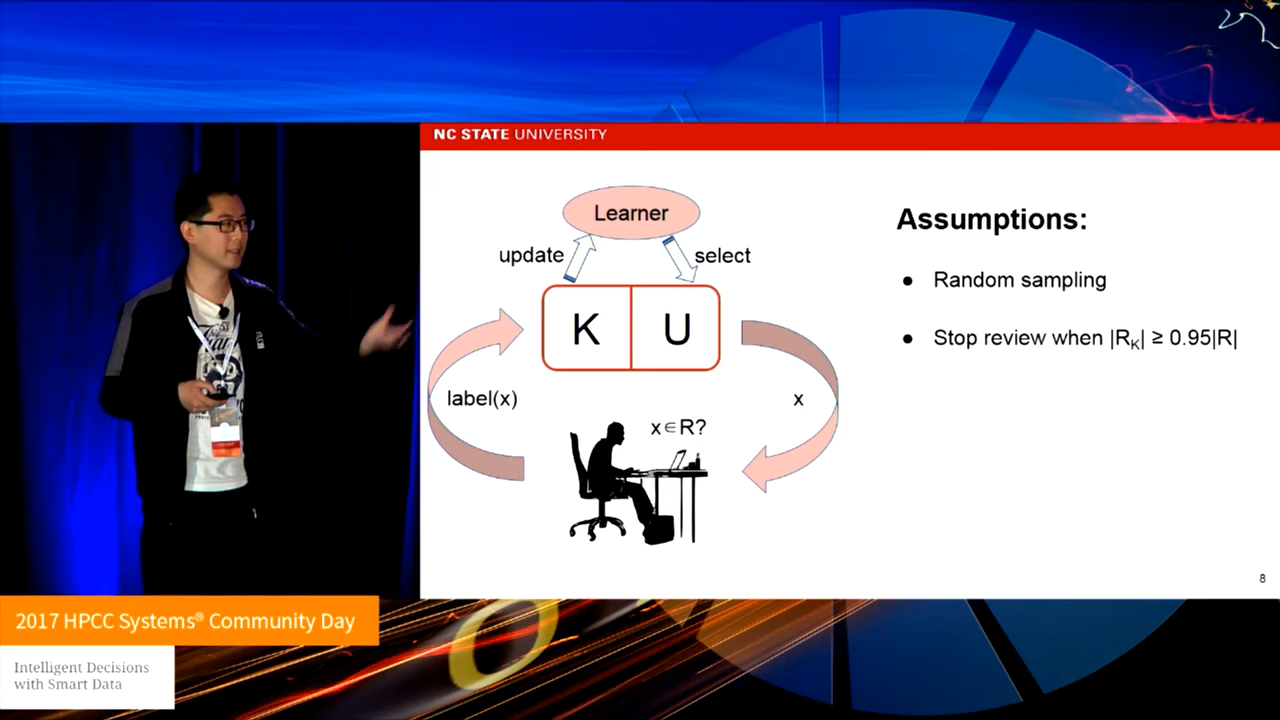 NC STATE UNIVERSITY
Learner
update
select
K
U
label(x)
x
x∈R?
Assumptions:
● Random sampling
● Stop review when |R_K| ≥ 0.95|R|
8
2017 HPCC Systems® Community Day
Intelligent Decisions
with Smart Data